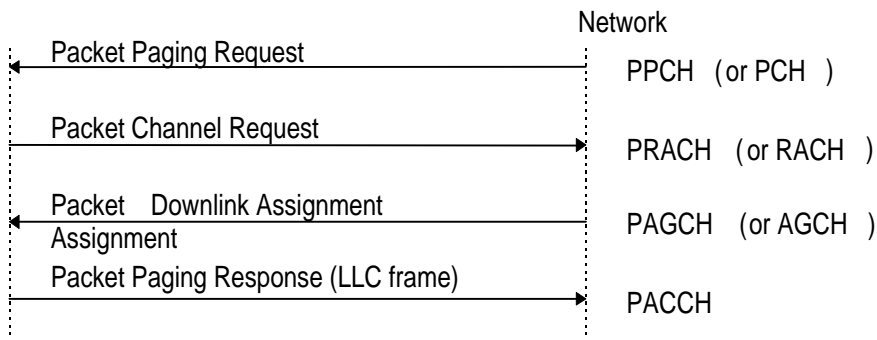 Network
Packet Paging Request
PPCH (or PCH )
Packet Channel Request
PRACH (or RACH )
Packet Downlink Assignment
Assignment
PAGCH (or AGCH )
Packet Paging Response (LLC frame)
PACCH